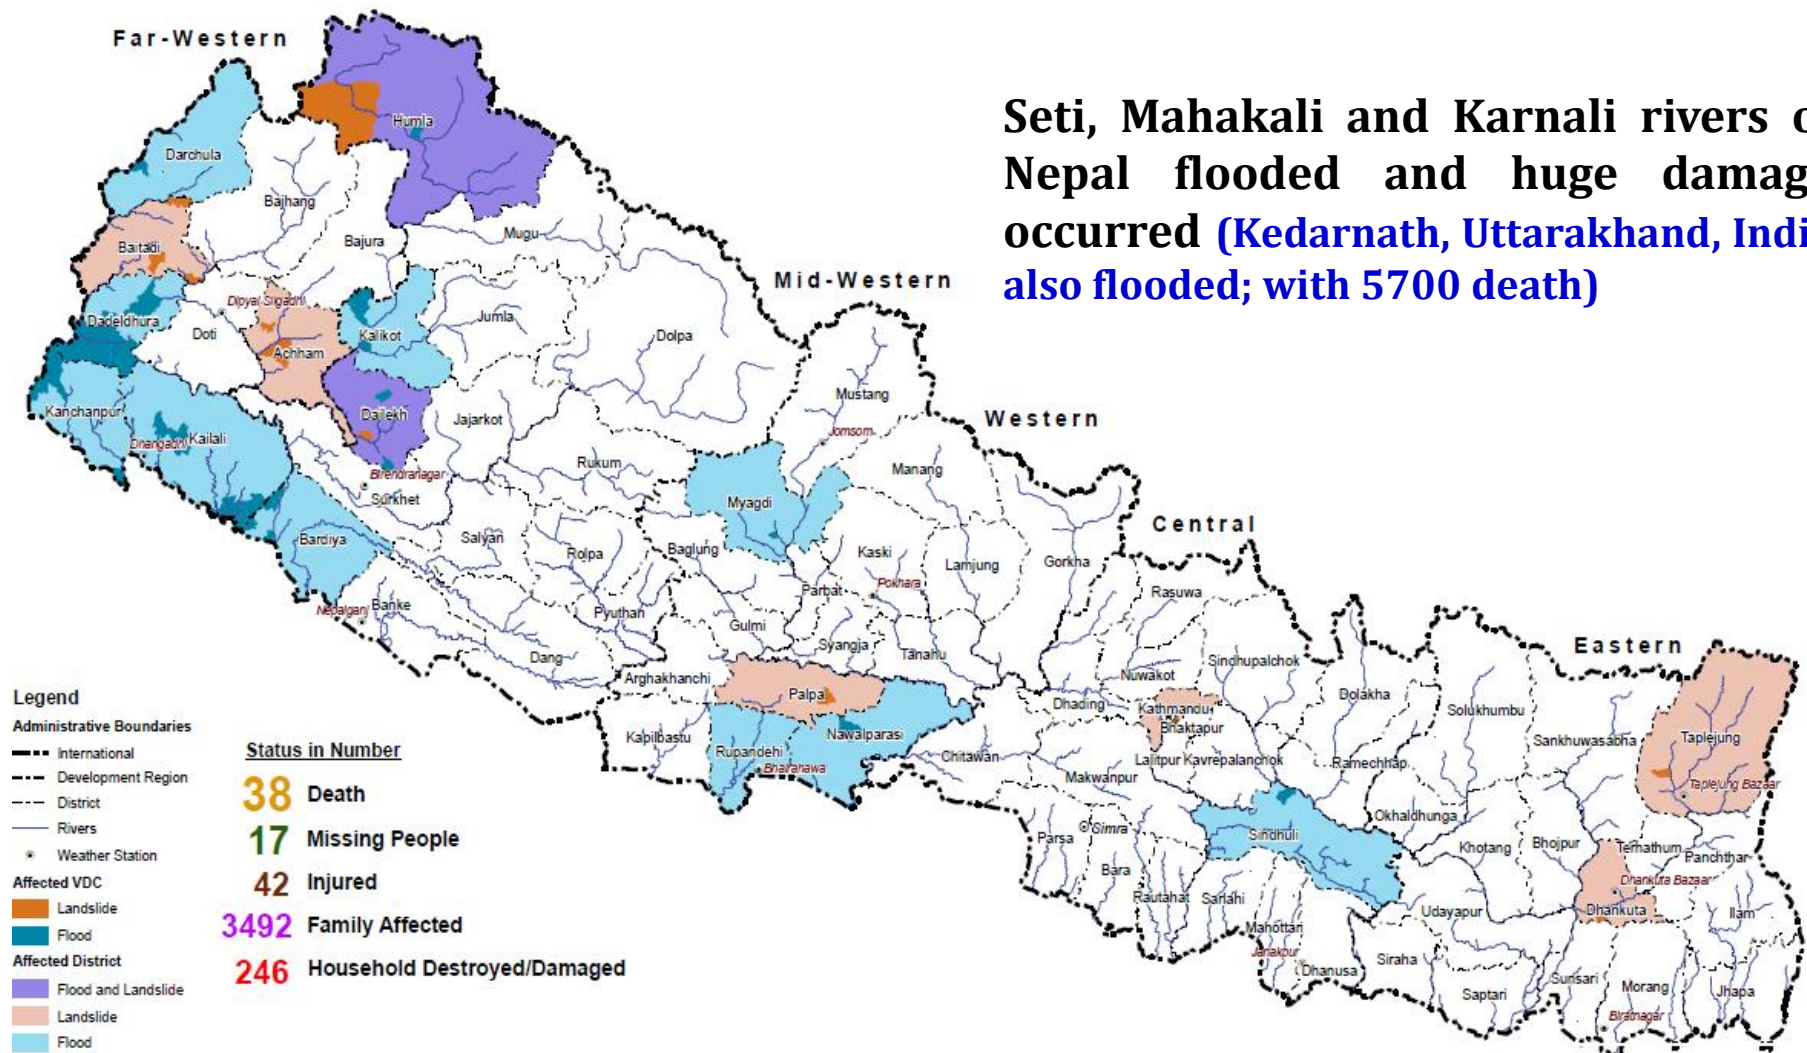 Far-Western
Seti, Mahakali and Karnali rivers o
Nepal flooded and huge damag
occurred (Kedarnath, Uttarakhand, Indi
also flooded; with 5700 death)
Humla
Darchula
Bajhang
Baitadi
Bajura
Mugu
Mid-Western
Dipyal Silgadhi
Dadeldhura
Doti
Kalikot
Jumla
Dolpa
Achham
Mustang
Kanchanpur
Dailekh
Jajarkot
Western
Dhangadhi
Kailali
Jomsom
Birendranagar
Rukum
Manang
Surkhet
Myagdi
Central
Bardiya
Salyan
Rolpa
Baglung
Kaski
Lamjung
Gorkha
Pokhara
Parbat
Rasuwa
Nepalganj
Banke
Pyuthan
Gulmi
Syangja
Tanahu
Eastern
Dang
Sindhupalchok
Arghakhanchi
Nuwakot
Palpa
Dolakha
Dhading
Kathmandu
Solukhumbu
Bhaktapur
Kapilbastu
Nawalparasi
Sankhuwasabha
Taplejung
Rupandehi
Chitawan
Lalitpur
Kavrepalanchok
Ramechhap
Bhairahawa
Makwanpur
Taplejung Bazaar
Okhaldhunga
Parsa
Simra
Sindhuli
Khotang
Bhojpur
Terhathum
Panchthar
Bara
Dhankuta Bazaar
Rautahat
Sarlahi
Udayapur
Dhankuta
Ilam
Mahottari
Janakpur
Dhanusa
Siraha
Saptari
Sunsari
Morang
Jhapa
Biratnagar
Legend
Administrative Boundaries
International
Development Region
District
Rivers
Weather Station
Affected VDC
Landslide
Flood
Affected District
Flood and Landslide
Landslide
Flood
Status in Number
38 Death
17 Missing People
42 Injured
3492 Family Affected
246 Household Destroyed/Damaged